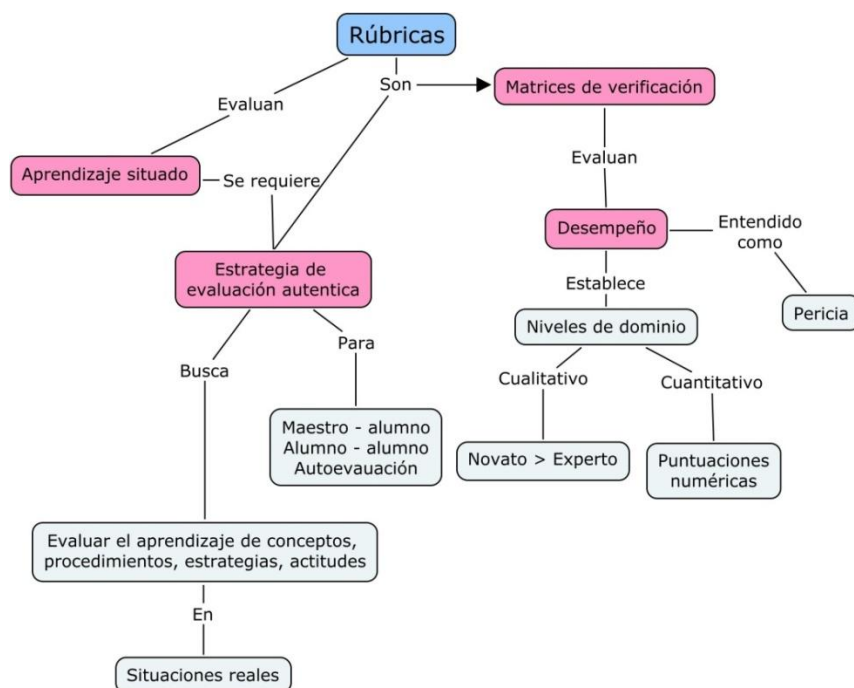 Rúbricas
Son
Matrices de verificación
Evaluan
Aprendizaje situado
Se requiere
Evaluan
Desempeño
Entendido
como
Pericia
Estrategia de
evaluación autentica
Establece
Niveles de dominio
Busca
Para
Cualitativo
Cuantitativo
Maestro - alumno
Alumno - alumno
Autoevauación
Novato > Experto
Puntuaciones
numéricas
Evaluar el aprendizaje de conceptos,
procedimientos, estrategias, actitudes
En
Situaciones reales